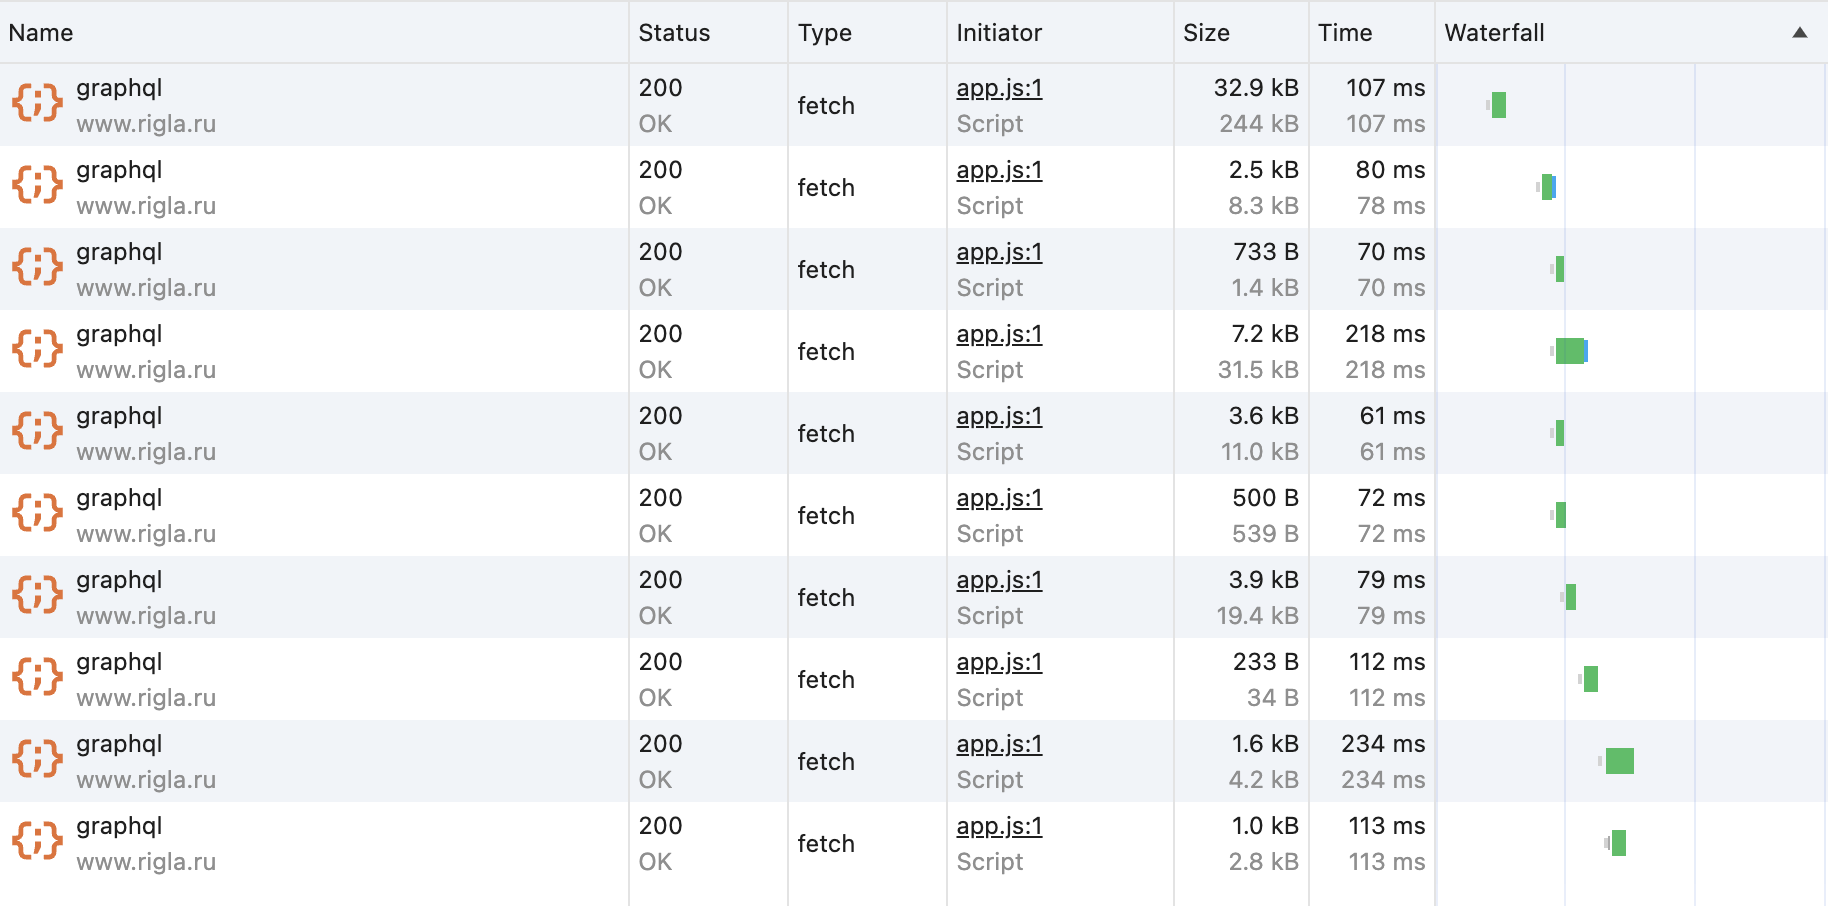 Name Status Type Initiator Size Time Waterfall
graphql 200 fetch app.js:1 32.9 kB 107 ms
www.rigla.ru OK Script 244 kB 107 ms
graphql 200 fetch app.js:1 2.5 kB 80 ms
www.rigla.ru OK Script 8.3 kB 78 ms
graphql 200 fetch app.js:1 733 B 70 ms
www.rigla.ru OK Script 1.4 kB 70 ms
graphql 200 fetch app.js:1 7.2 kB 218 ms
www.rigla.ru OK Script 31.5 kB 218 ms
graphql 200 fetch app.js:1 3.6 kB 61 ms
www.rigla.ru OK Script 11.0 kB 61 ms
graphql 200 fetch app.js:1 500 B 72 ms
www.rigla.ru OK Script 539 B 72 ms
graphql 200 fetch app.js:1 3.9 kB 79 ms
www.rigla.ru OK Script 19.4 kB 79 ms
graphql 200 fetch app.js:1 233 B 112 ms
www.rigla.ru OK Script 34 B 112 ms
graphql 200 fetch app.js:1 1.6 kB 234 ms
www.rigla.ru OK Script 4.2 kB 234 ms
graphql 200 fetch app.js:1 1.0 kB 113 ms
www.rigla.ru OK Script 2.8 kB 113 ms